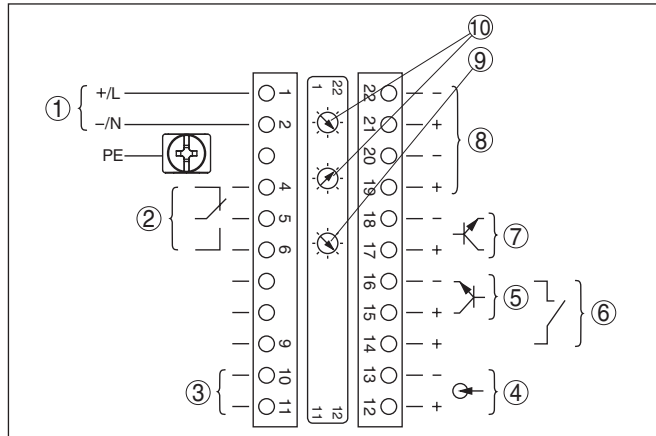 ⑩
⑨
① +/L 1 1 22 22 −
−/N 2 21 + ⑧
PE 20 −
4 19 +
② 5 18 − ⑦
6 17 +
16 − ⑤ ⑥
15 +
9 14 +
③ 10 13 − ④
11 11 12 12 +